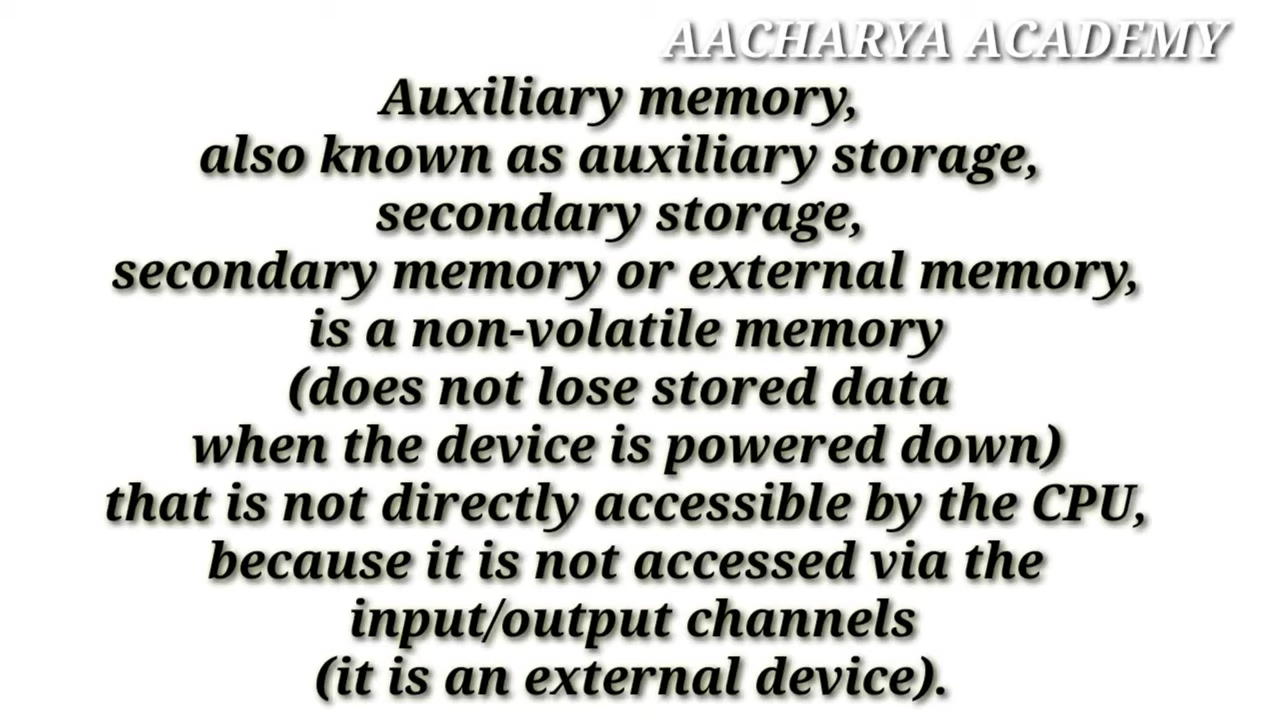 AACHARYA ACADEMY
Auxiliary memory,
also known as auxiliary storage,
secondary storage,
secondary memory or external memory,
is a non-volatile memory
(does not lose stored data
when the device is powered down)
that is not directly accessible by the CPU,
because it is not accessed via the
input/output channels
(it is an external device).